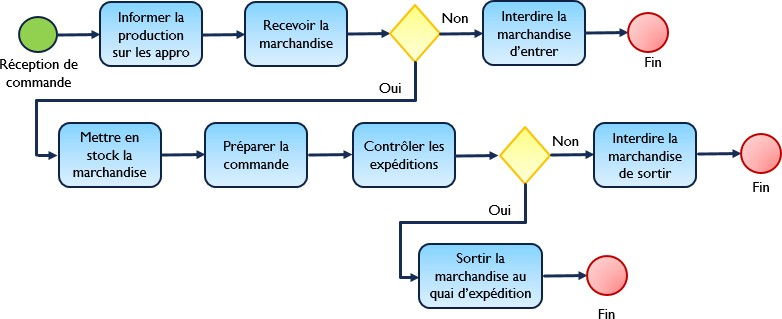 Réception de
commande
Informer la
production
sur les appro
Recevoir la
marchandise
Non
Interdire la
marchandise
d'entrer
Fin
Oui
Mettre en
stock la
marchandise
Préparer la
commande
Contrôler les
expéditions
Non
Interdire la
marchandise
de sortir
Fin
Oui
Sortir la
marchandise au
quai d'expédition
Fin